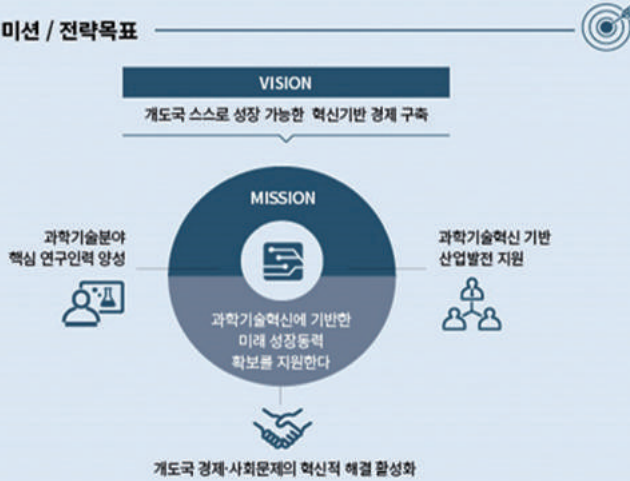 미션 / 전략목표
VISION
개도국 스스로 성장 가능한 혁신기반 경제 구축
MISSION
과학기술분야
핵심 연구인력 양성
과학기술혁신 기반
산업발전 지원
과학기술혁신에 기반한
미래 성장동력
확보를 지원한다
개도국 경제·사회문제의 혁신적 해결 활성화